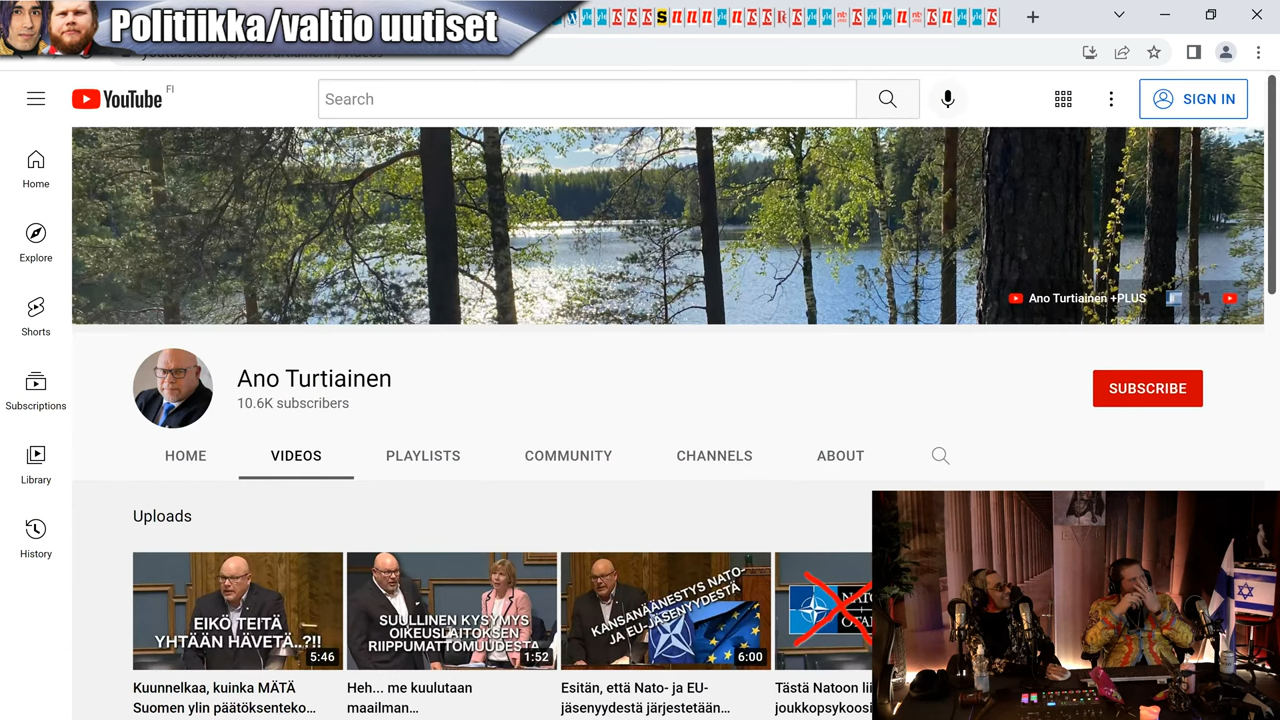 Politiikka/valtio uutiset
YouTube FI
Search
SIGN IN
Home
Explore
Shorts
Subscriptions
Library
History
Ano Turtiainen +PLUS
Ano Turtiainen
10.6K subscribers
SUBSCRIBE
HOME
VIDEOS
PLAYLISTS
COMMUNITY
CHANNELS
ABOUT
Uploads
EIKÖ TEITÄ
YHTÄÄN HÄVETÄ..?!!
5:46
SUULLINEN KYSYMYS
OIKEUSLAITOKSEN
RIIPPUMATTOMUUDESTA
1:52
KANSANÄÄNESTYS NATO-
JA EU-JÄSENYYDESTÄ
6:00
Kuunnelkaa, kuinka MÄTÄ
Suomen ylin päätöksenteko...
Heh... me kuulutaan
maailman...
Esitän, että Nato- ja EU-
jäsenyydestä järjestetään...
Tästä Natoon lii
joukkopsykoosi